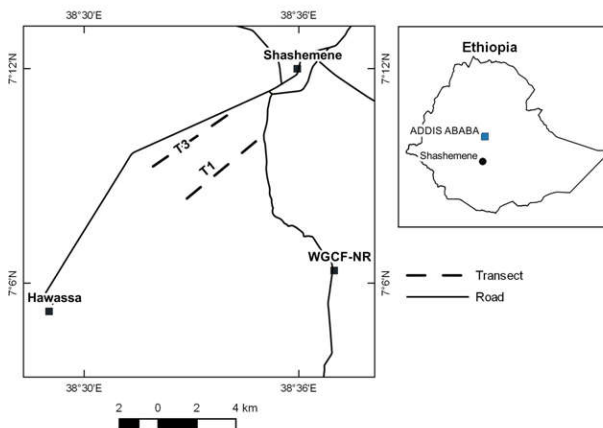 38°30'E 38°36'E
Shashemene
7°12'N
7°12'N
T3
T1
WGCF-NR
7°6'N
7°6'N
Hawassa
38°30'E 38°36'E
2 0 2 4 km
Ethiopia
ADDIS ABABA
Shashemene
Transect
Road